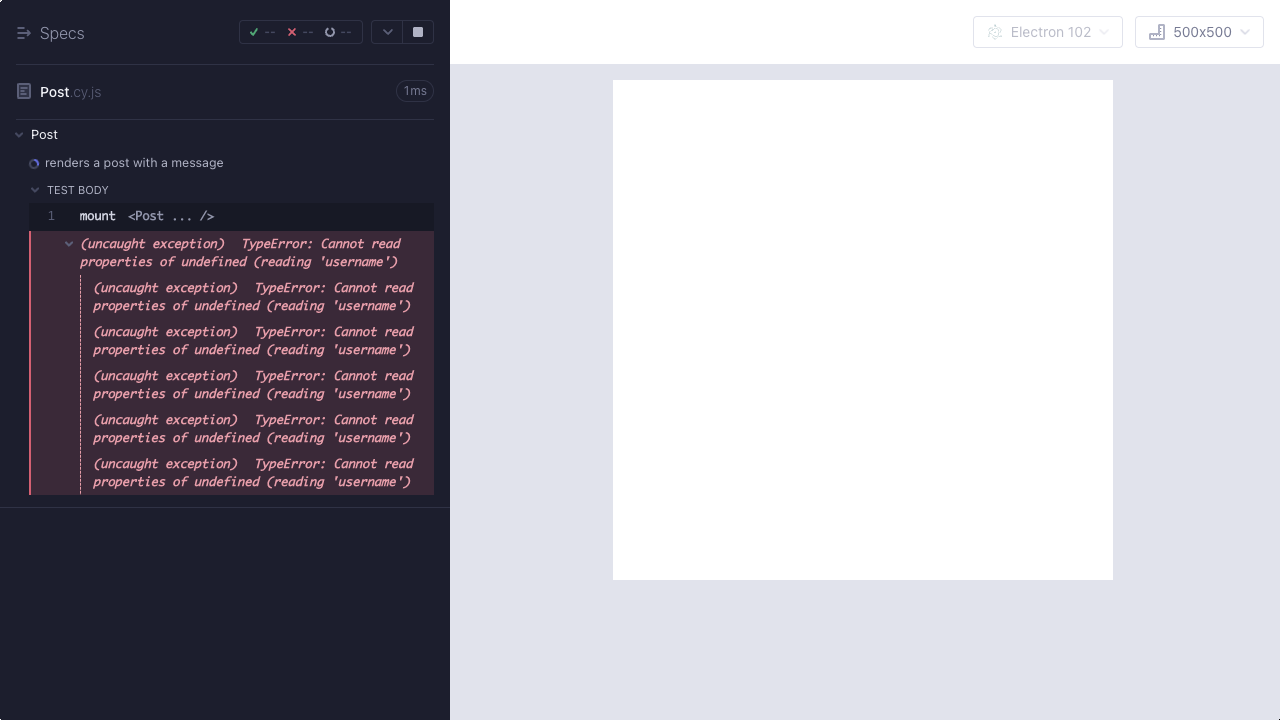 Specs
-- -- --
Post.cy.js
1ms
Post
renders a post with a message
TEST BODY
1 mount <Post ... />
(uncaught exception) TypeError: Cannot read
properties of undefined (reading 'username')
(uncaught exception) TypeError: Cannot read
properties of undefined (reading 'username')
(uncaught exception) TypeError: Cannot read
properties of undefined (reading 'username')
(uncaught exception) TypeError: Cannot read
properties of undefined (reading 'username')
(uncaught exception) TypeError: Cannot read
properties of undefined (reading 'username')
(uncaught exception) TypeError: Cannot read
properties of undefined (reading 'username')
Electron 102
500x500